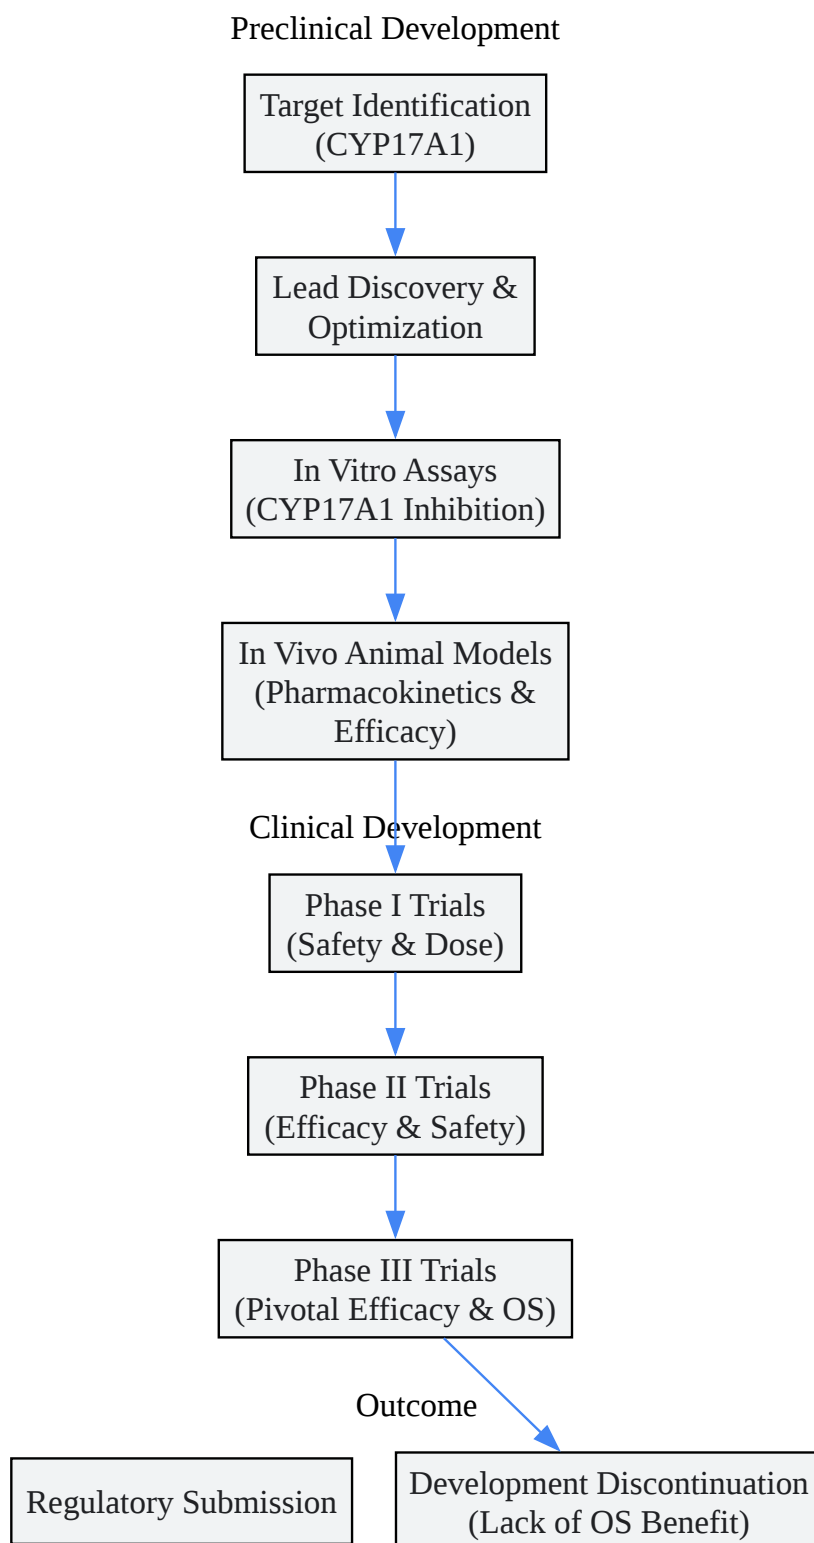 Preclinical Development
Target Identification
(CYP17A1)
Lead Discovery &
Optimization
In Vitro Assays
(CYP17A1 Inhibition)
In Vivo Animal Models
(Pharmacokinetics &
Efficacy)
Clinical Development
Phase I Trials
(Safety & Dose)
Phase II Trials
(Efficacy & Safety)
Phase III Trials
(Pivotal Efficacy & OS)
Outcome
Regulatory Submission
Development Discontinuation
(Lack of OS Benefit)